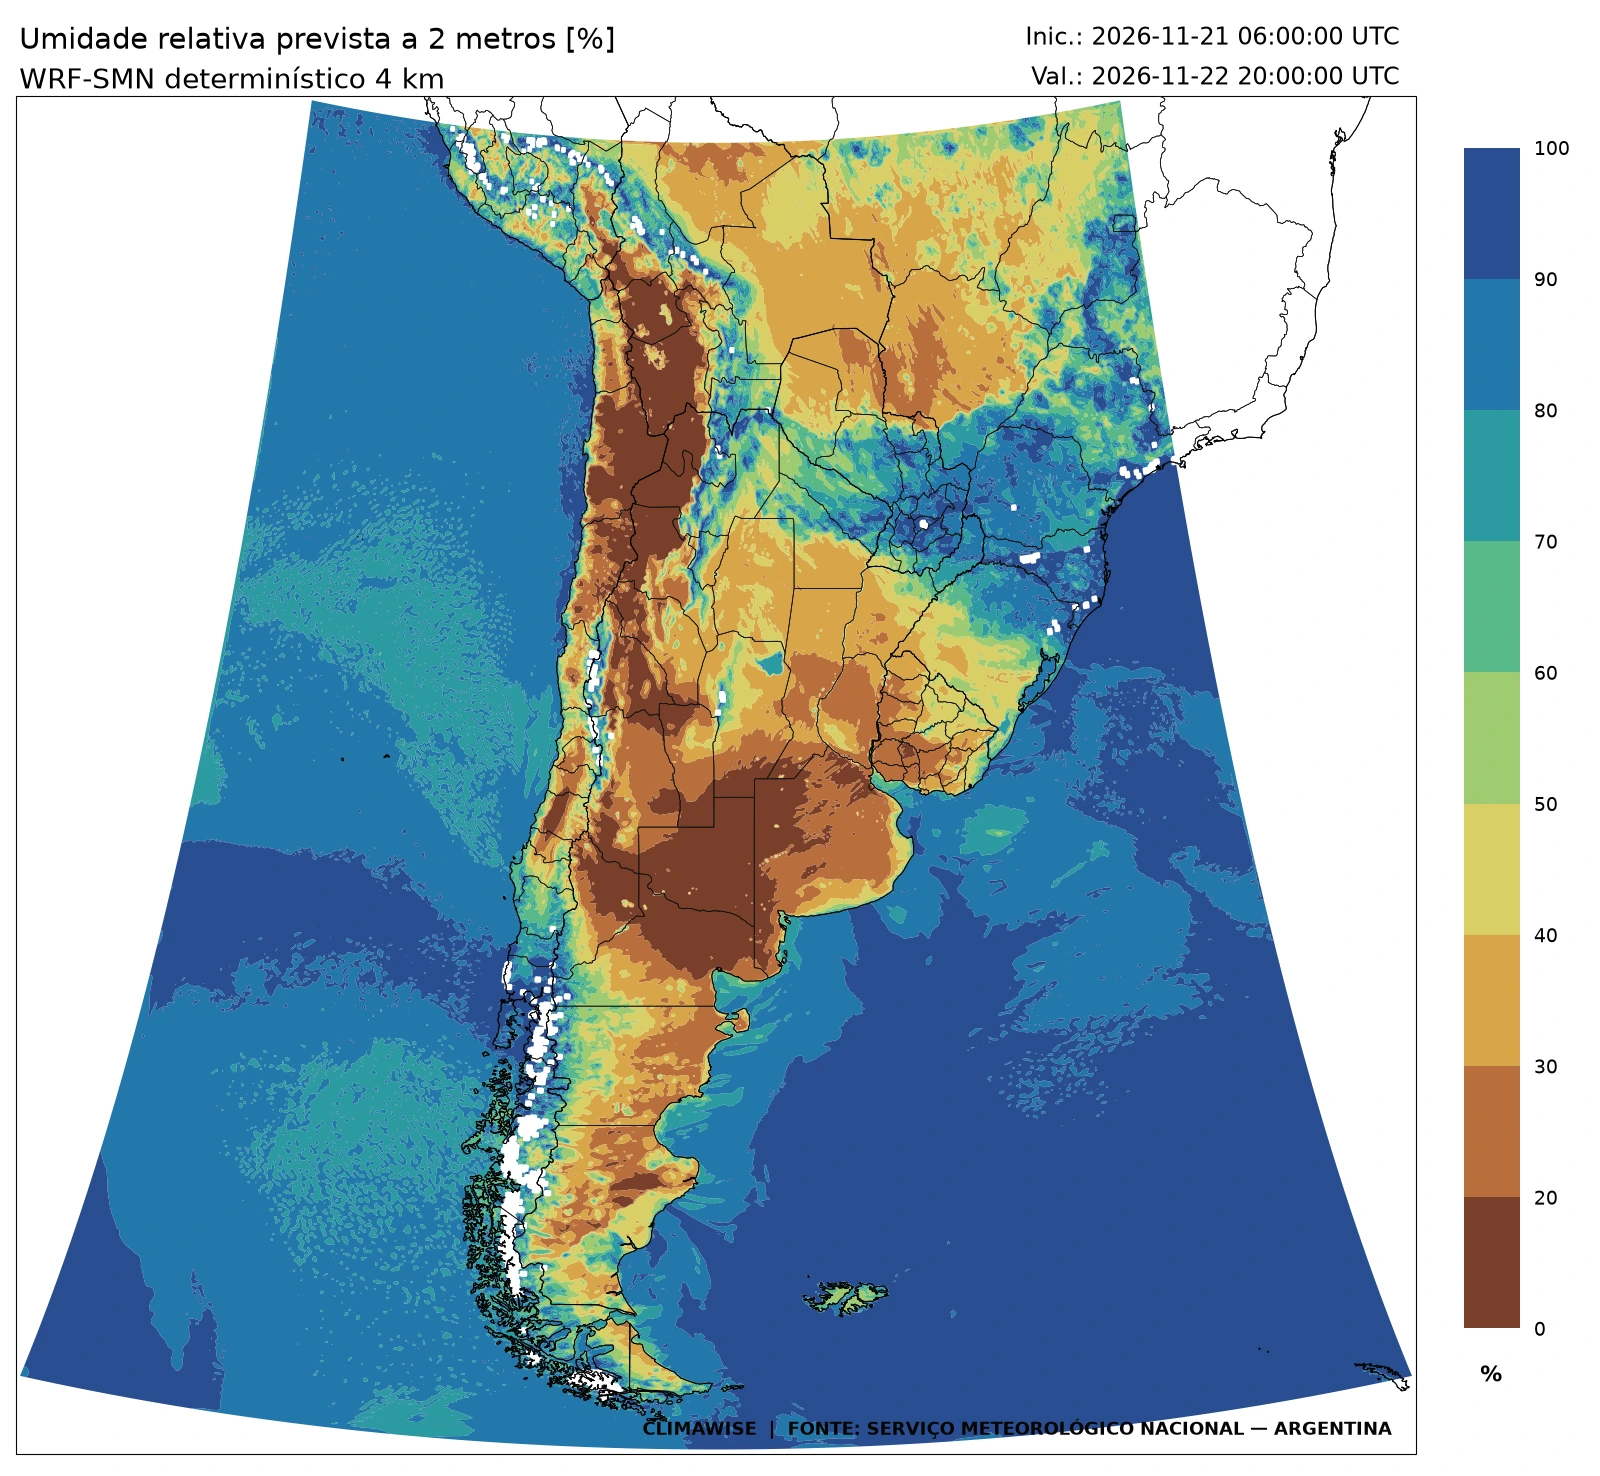 Umidade relativa prevista a 2 metros [%]
WRF-SMN determinístico 4 km
Inic.: 2026-11-21 06:00:00 UTC
Val.: 2026-11-22 20:00:00 UTC
100
90
80
70
60
50
40
30
20
0
%
CLIMAWISE | FONTE: SERVIÇO METEOROLÓGICO NACIONAL — ARGENTINA